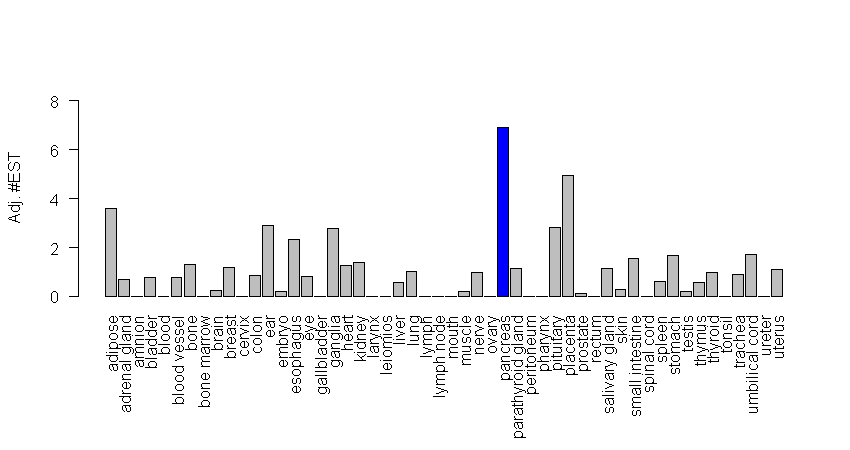 Adj. #EST
8
6
4
2
0
adipose
adrenal gland
amnion
bladder
blood
blood vessel
bone
bone marrow
brain
breast
cervix
colon
ear
embryo
esophagus
eye
gallbladder
ganglia
heart
kidney
larynx
leiomios
liver
lung
lymph
lymph node
mouth
muscle
nerve
ovary
pancreas
parathyroid gland
peritoneum
pharynx
pituitary
placenta
prostate
rectum
salivary gland
skin
small intestine
spinal cord
spleen
stomach
testis
thymus
thyroid
tonsil
trachea
umbilical cord
ureter
uterus